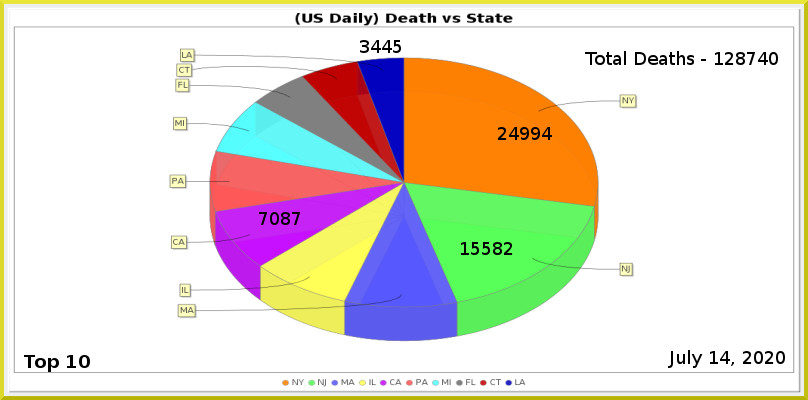 (US Daily) Death vs State
3445
Total Deaths - 128740
LA
CT
FL
NY
24994
MI
PA
7087
15582
CA
NJ
IL
MA
Top 10
July 14, 2020
NY NJ MA IL CA PA MI FL CT LA